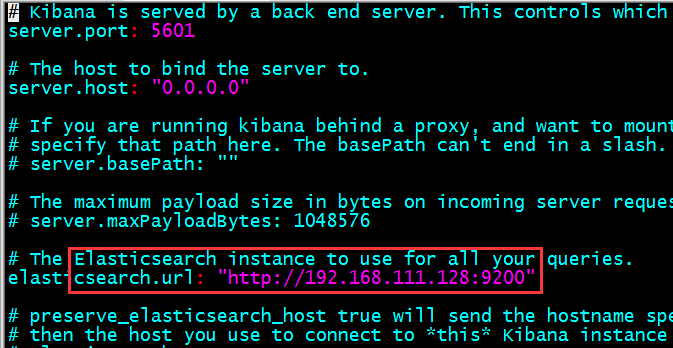 # Kibana is served by a back end server. This controls which
server.port: 5601
# The host to bind the server to.
server.host: "0.0.0.0"
# If you are running kibana behind a proxy, and want to mount
# specify that path here. The basePath can't end in a slash.
# server.basePath: ""
# The maximum payload size in bytes on incoming server reques
# server.maxPayloadBytes: 1048576
# The Elasticsearch instance to use for all your queries.
elasticsearch.url: "http://192.168.111.128:9200"
# preserve_elasticsearch_host true will send the hostname spe
# then the host you use to connect to *this* Kibana instance